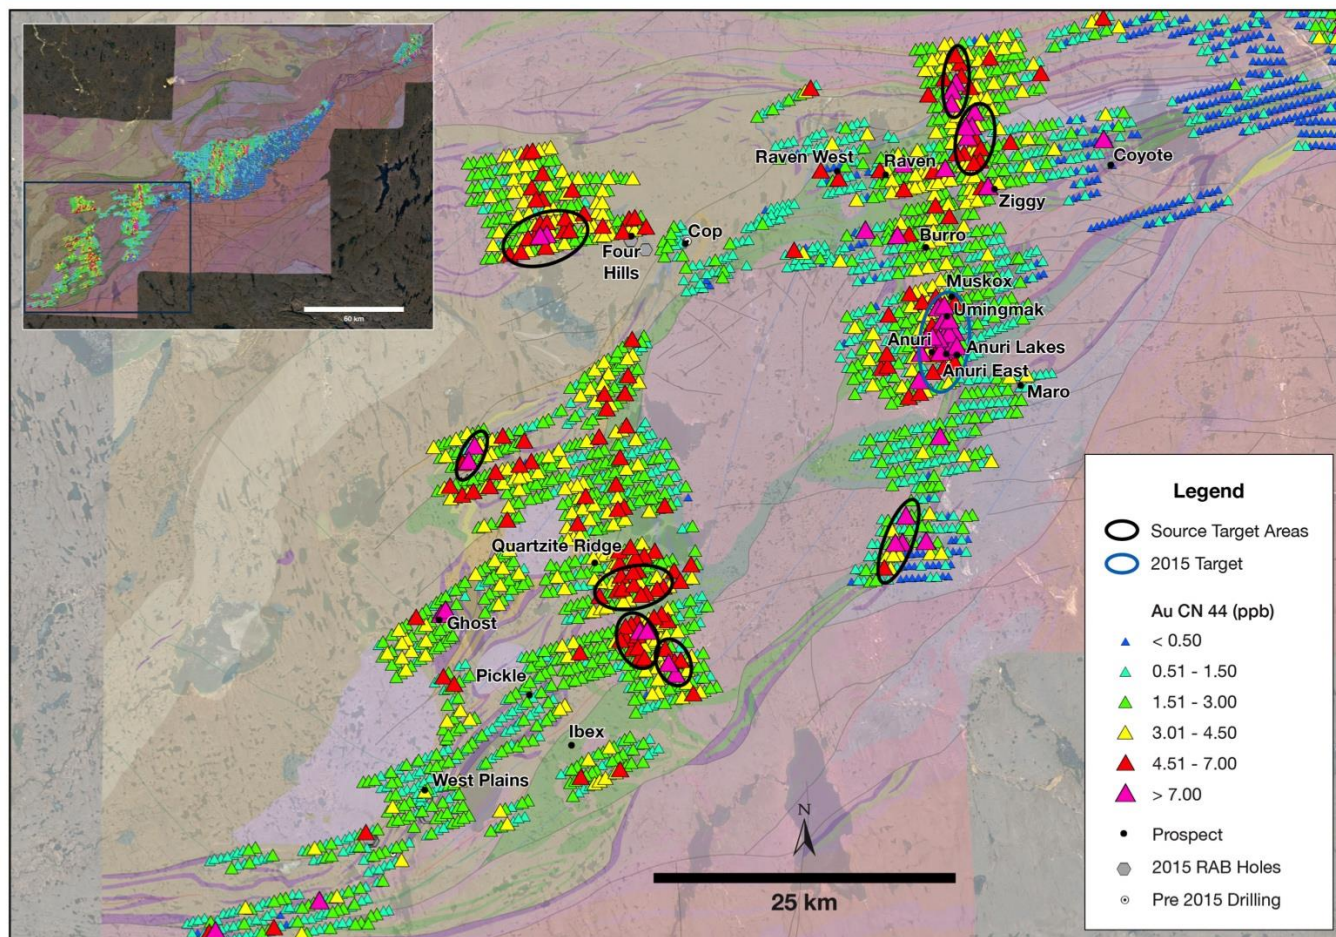 60 km
Raven West
Raven
Coyote
Ziggy
Cop
Four
Hills
Burro
Muskox
Umingmak
Anuri
Anuri Lakes
Anuri East
Maro
Quartzite Ridge
Ghost
Pickle
Ibex
West Plains
N
25 km
Legend
Source Target Areas
2015 Target
Au CN 44 (ppb)
< 0.50
0.51 - 1.50
1.51 - 3.00
3.01 - 4.50
4.51 - 7.00
> 7.00
Prospect
2015 RAB Holes
Pre 2015 Drilling